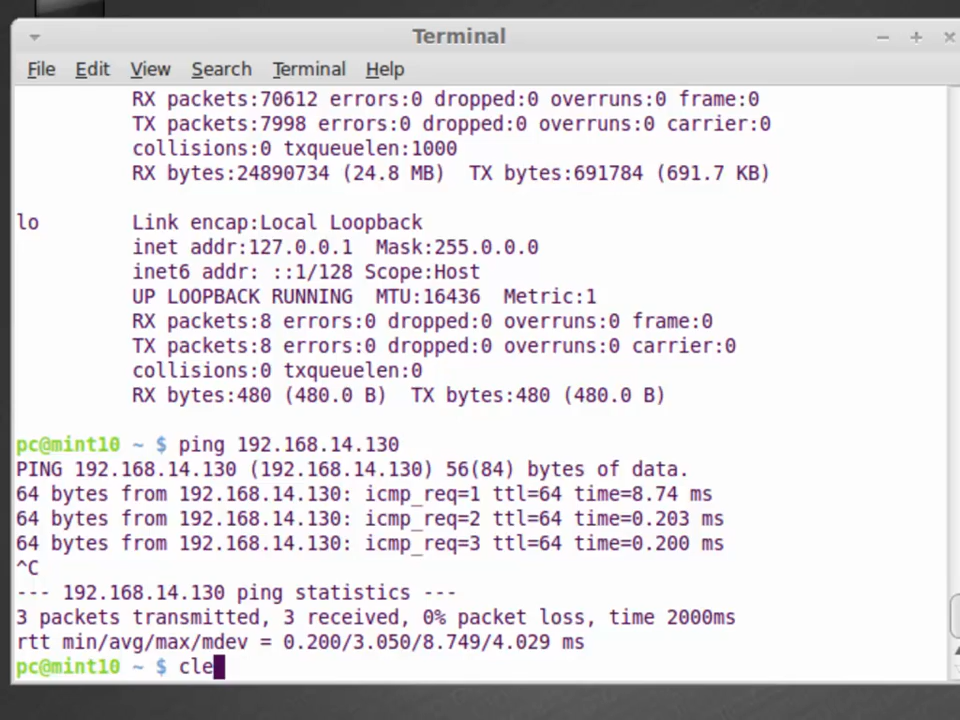 Terminal
File Edit View Search Terminal Help
RX packets:70612 errors:0 dropped:0 overruns:0 frame:0
TX packets:7998 errors:0 dropped:0 overruns:0 carrier:0
collisions:0 txqueuelen:1000
RX bytes:24890734 (24.8 MB)  TX bytes:691784 (691.7 KB)
lo        Link encap:Local Loopback
inet addr:127.0.0.1  Mask:255.0.0.0
inet6 addr: ::1/128 Scope:Host
UP LOOPBACK RUNNING  MTU:16436  Metric:1
RX packets:8 errors:0 dropped:0 overruns:0 frame:0
TX packets:8 errors:0 dropped:0 overruns:0 carrier:0
collisions:0 txqueuelen:0
RX bytes:480 (480.0 B)  TX bytes:480 (480.0 B)
pc@mint10 ~ $ ping 192.168.14.130
PING 192.168.14.130 (192.168.14.130) 56(84) bytes of data.
64 bytes from 192.168.14.130: icmp_req=1 ttl=64 time=8.74 ms
64 bytes from 192.168.14.130: icmp_req=2 ttl=64 time=0.203 ms
64 bytes from 192.168.14.130: icmp_req=3 ttl=64 time=0.200 ms
^C
--- 192.168.14.130 ping statistics ---
3 packets transmitted, 3 received, 0% packet loss, time 2000ms
rtt min/avg/max/mdev = 0.200/3.050/8.749/4.029 ms
pc@mint10 ~ $ cle